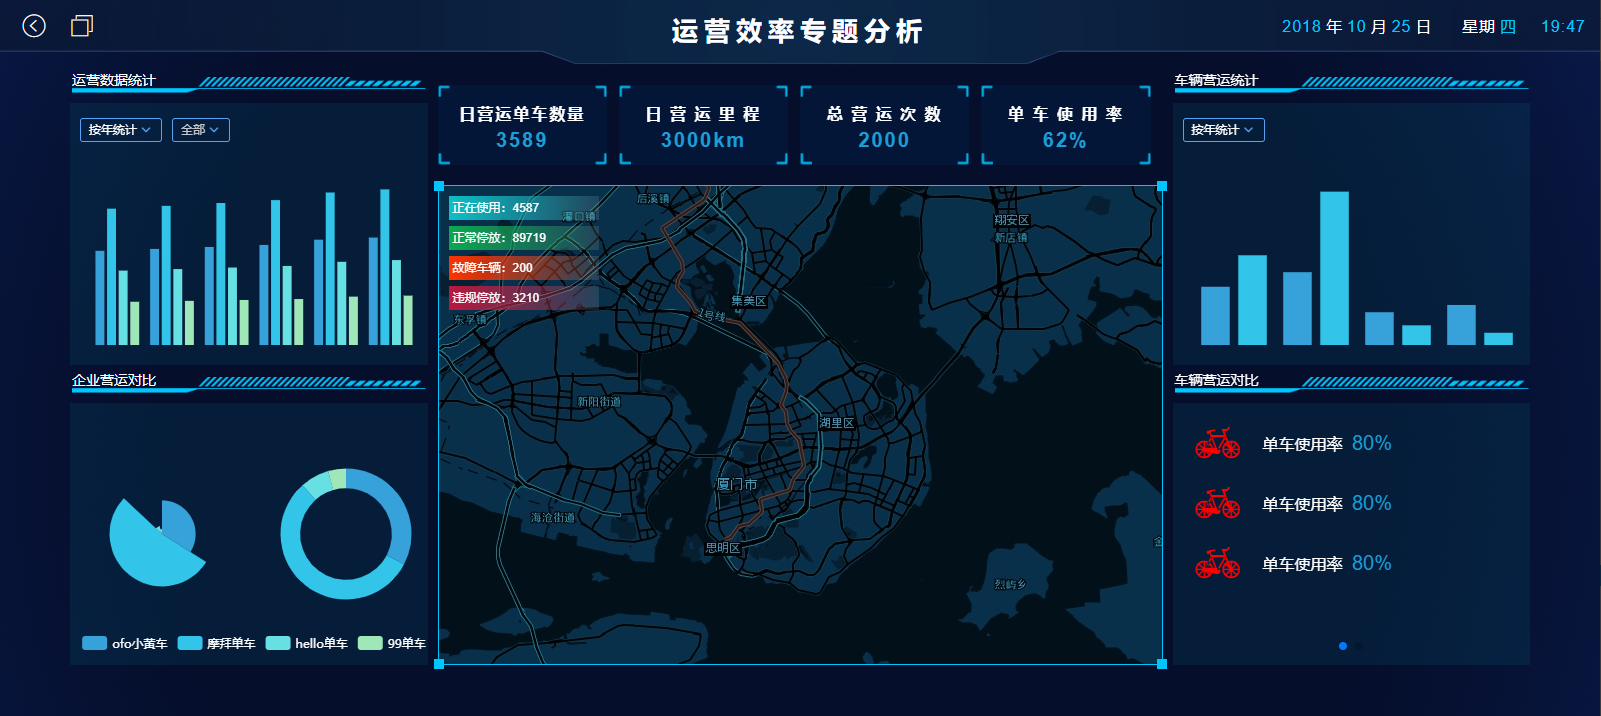 运营效率专题分析
2018 年 10 月 25 日 星期 四 19:47
运营数据统计
按年统计 全部
企业营运对比
ofo小黄车 摩拜单车 hello单车 99单车
日营运单车数量
3589
日营运里程
3000km
总营运次数
2000
单车使用率
62%
正在使用：4587
正常停放：89719
故障车辆：200
违规停放：3210
后溪镇
灌口镇
翔安区
新店镇
集美区
1号线
东孚镇
新阳街道
湖里区
厦门市
海沧街道
思明区
金
烈屿乡
车辆营运统计
按年统计
车辆营运对比
单车使用率 80%
单车使用率 80%
单车使用率 80%